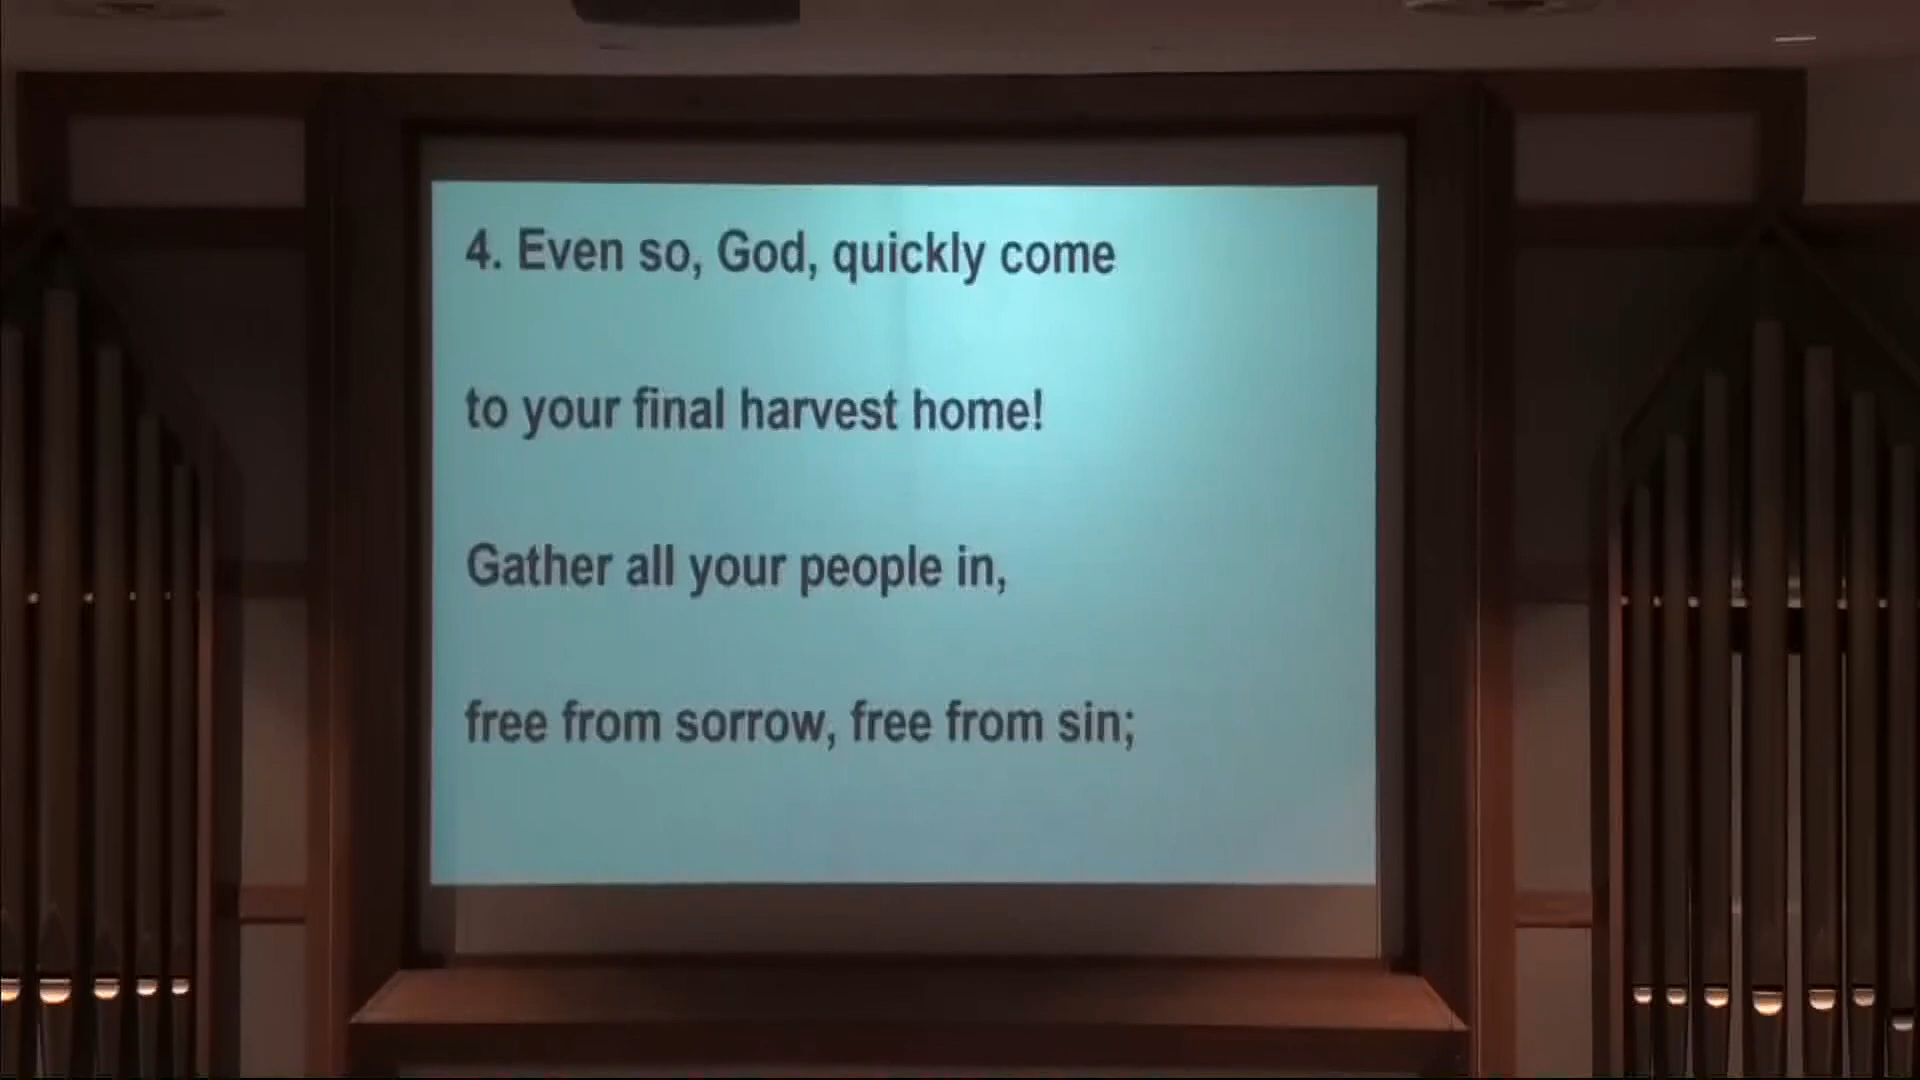 4. Even so, God, quickly come
to your final harvest home!
Gather all your people in,
free from sorrow, free from sin;